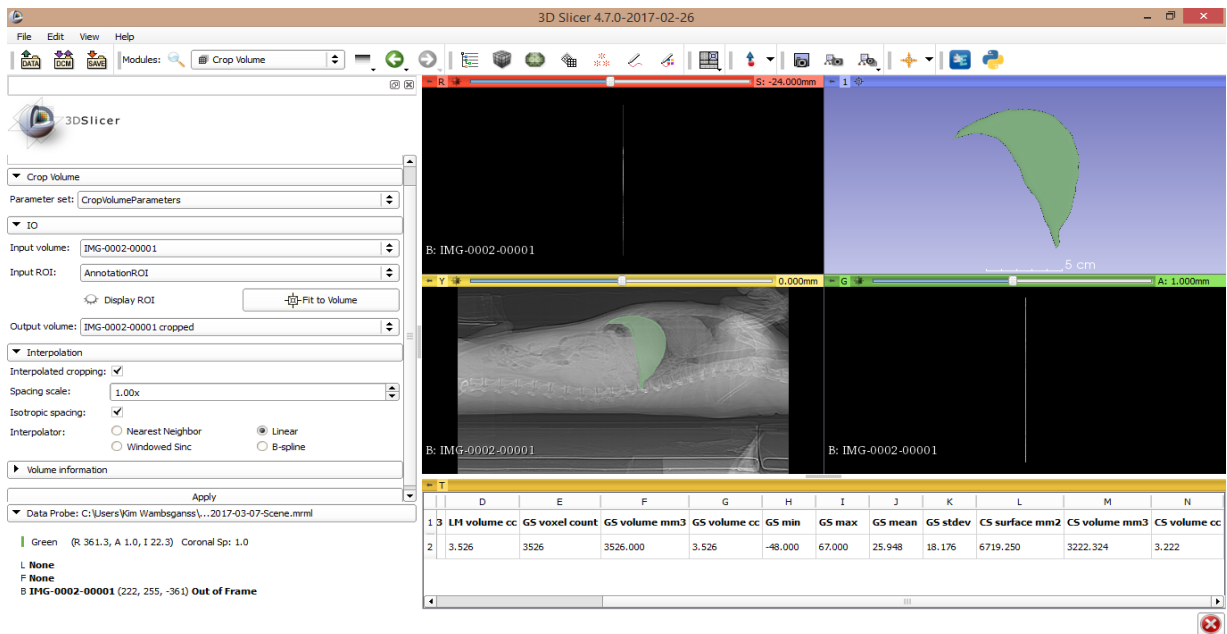 3D Slicer 4.7.0-2017-02-26
File Edit View Help
DATA DCM SAVE Modules: Crop Volume
3DSlicer
Crop Volume
Parameter set: CropVolumeParameters
IO
Input volume: IMG-0002-00001
Input ROI: AnnotationROI
Display ROI Fit to Volume
Output volume: IMG-0002-00001 cropped
Interpolation
Interpolated cropping:
Spacing scale: 1.00x
Isotropic spacing:
Interpolator: Nearest Neighbor Linear
Windowed Sinc B-spline
Volume information
Apply
Data Probe: C:\Users\Kim Wambsganss\...2017-03-07-Scene.mrml
Green (R 361.3, A 1.0, I 22.3) Coronal Sp: 1.0
L None
F None
B IMG-0002-00001 (222, 255, -361) Out of Frame
R S: -24.000mm
B: IMG-0002-00001
1
5 cm
Y 0.000mm
B: IMG-0002-00001
G A: 1.000mm
B: IMG-0002-00001
T
D E F G H I J K L M N
1 3 LM volume cc GS voxel count GS volume mm3 GS volume cc GS min GS max GS mean GS stdev CS surface mm2 CS volume mm3 CS volume cc
2 3.526 3526 3526.000 3.526 -48.000 67.000 25.948 18.176 6719.250 3222.324 3.222